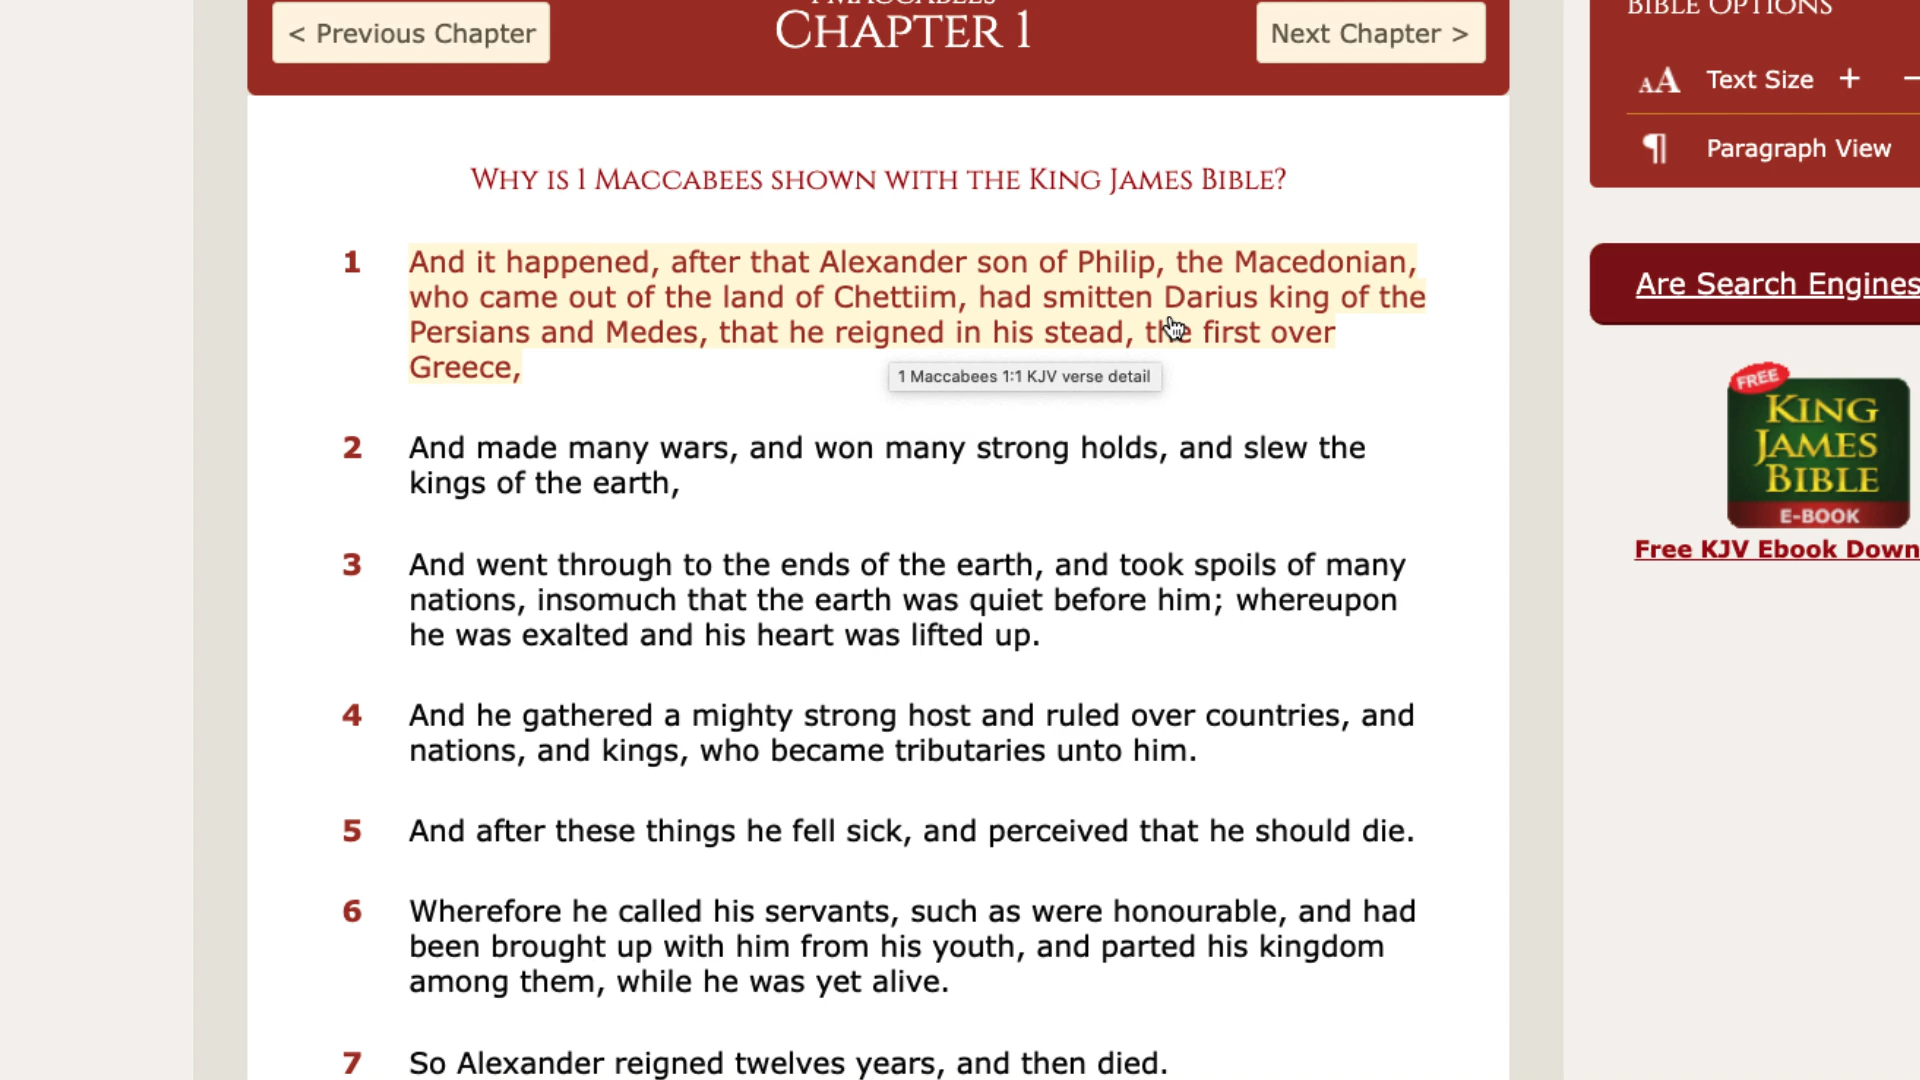 < Previous Chapter
1 MACCABEES
CHAPTER 1
Next Chapter >
WHY IS 1 MACCABEES SHOWN WITH THE KING JAMES BIBLE?
1 And it happened, after that Alexander son of Philip, the Macedonian,
who came out of the land of Chettiim, had smitten Darius king of the
Persians and Medes, that he reigned in his stead, the first over
Greece,
1 Maccabees 1:1 KJV verse detail
2 And made many wars, and won many strong holds, and slew the
kings of the earth,
3 And went through to the ends of the earth, and took spoils of many
nations, insomuch that the earth was quiet before him; whereupon
he was exalted and his heart was lifted up.
4 And he gathered a mighty strong host and ruled over countries, and
nations, and kings, who became tributaries unto him.
5 And after these things he fell sick, and perceived that he should die.
6 Wherefore he called his servants, such as were honourable, and had
been brought up with him from his youth, and parted his kingdom
among them, while he was yet alive.
7 So Alexander reigned twelves years, and then died.
BIBLE OPTIONS
AA Text Size + −
¶ Paragraph View
Are Search Engines
FREE
KING
JAMES
BIBLE
E-BOOK
Free KJV Ebook Down